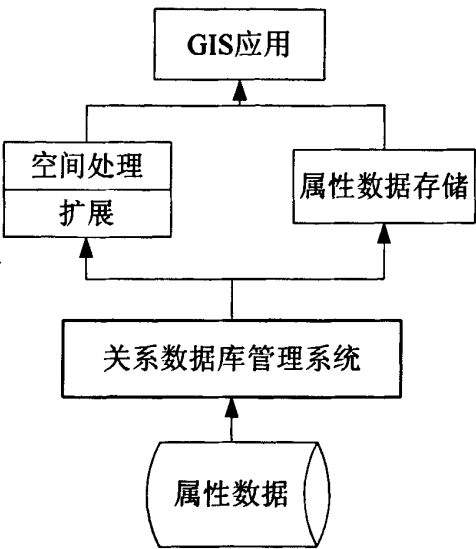 GIS应用
空间处理
扩展
属性数据存储
关系数据库管理系统
属性数据